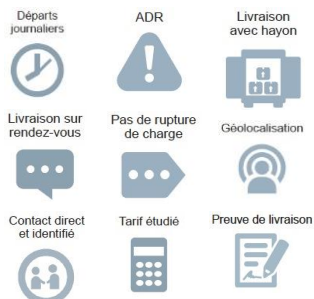 Départs
journaliers
ADR
Livraison
avec hayon
Livraison sur
rendez-vous
Pas de rupture
de charge
Géolocalisation
Contact direct
et identifié
Tarif étudié
Preuve de livraison